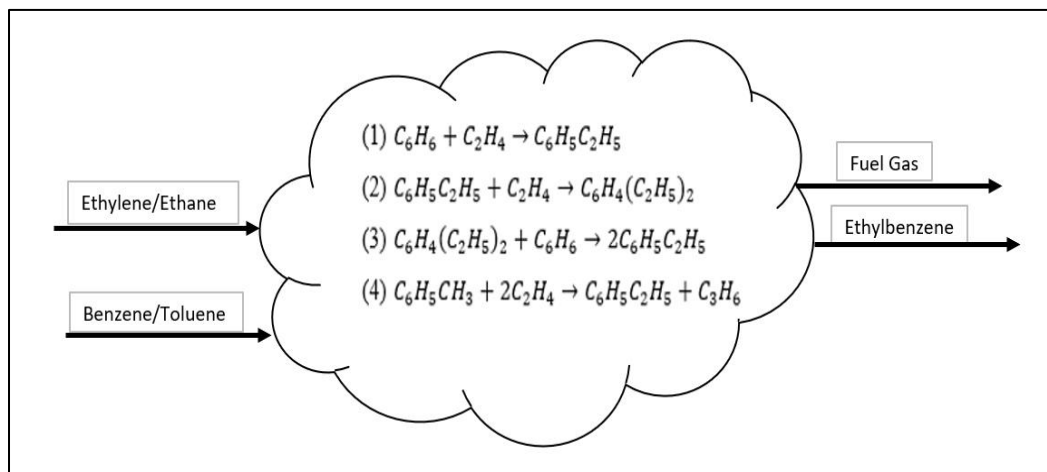 (1) C₆H₆ + C₂H₄ → C₆H₅C₂H₅
Fuel Gas
(2) C₆H₅C₂H₅ + C₂H₄ → C₆H₄(C₂H₅)₂
Ethylene/Ethane
Ethylbenzene
(3) C₆H₄(C₂H₅)₂ + C₆H₆ → 2C₆H₅C₂H₅
(4) C₆H₅CH₃ + 2C₂H₄ → C₆H₅C₂H₅ + C₃H₆
Benzene/Toluene